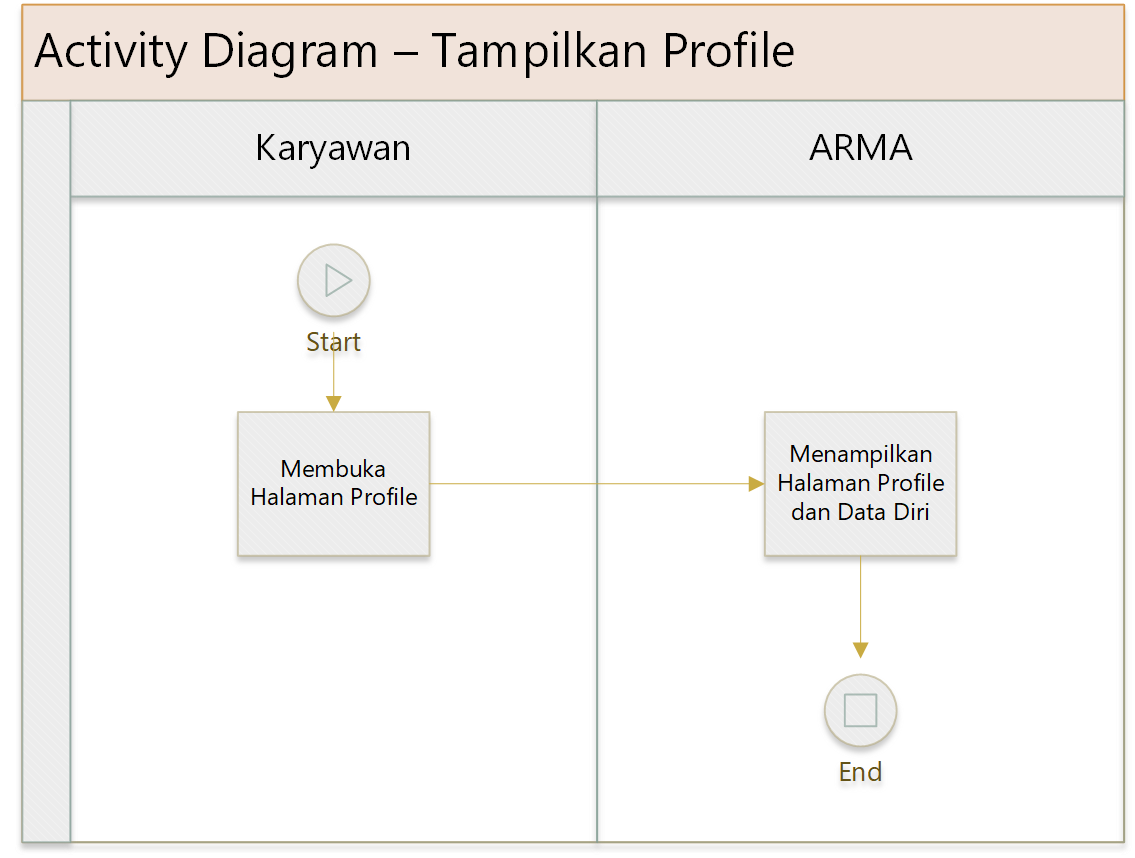 Activity Diagram – Tampilkan Profile
Karyawan
ARMA
Start
Membuka
Halaman Profile
Menampilkan
Halaman Profile
dan Data Diri
End